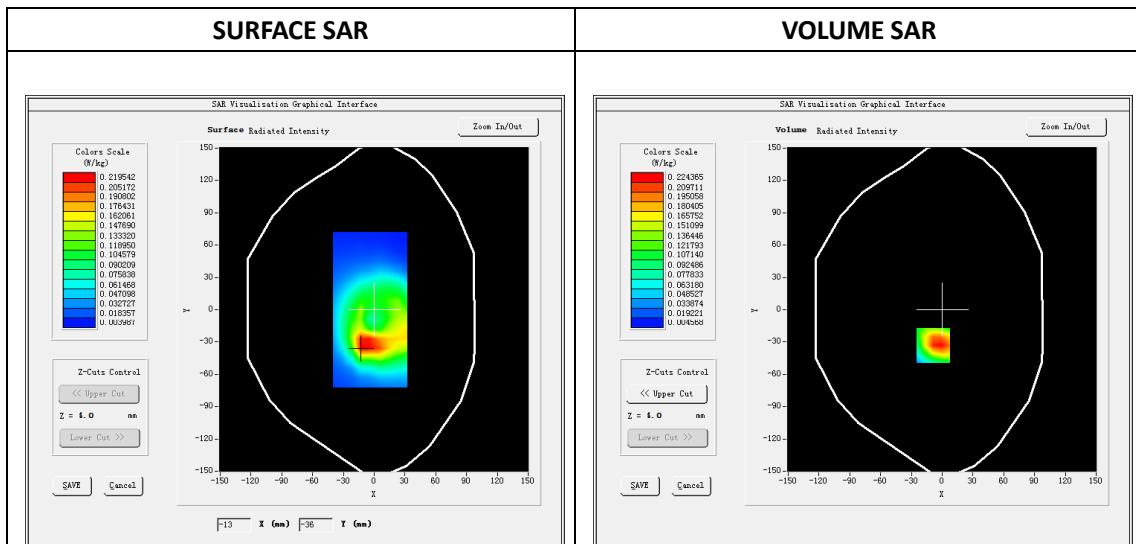 SURFACE SAR
VOLUME SAR
SAR Visualisation Graphical Interface
Surface Radiated Intensity
Zoom In/Out
Colors Scale
(W/kg)
0.219542
0.205172
0.190802
0.176431
0.162061
0.147690
0.133320
0.118950
0.104579
0.090209
0.075838
0.061468
0.047098
0.032727
0.018357
0.003987
Z-Cuts Control
<< Upper Cut
Z = 4.0 mm
Lower Cut >>
SAVE Cancel
150
120
90
60
30
0
-30
-60
-90
-120
-150
Y
-150 -120 -90 -60 -30 0 30 60 90 120 150
X
-13 X (mm) -36 Y (mm)
SAR Visualisation Graphical Interface
Volume Radiated Intensity
Zoom In/Out
Colors Scale
(W/kg)
0.224365
0.209711
0.195058
0.180405
0.165752
0.151099
0.136446
0.121793
0.107140
0.092486
0.077833
0.063180
0.048527
0.033874
0.019221
0.004568
Z-Cuts Control
<< Upper Cut
Z = 4.0 mm
Lower Cut >>
SAVE Cancel
150
120
90
60
30
0
-30
-60
-90
-120
-150
Y
-150 -120 -90 -60 -30 0 30 60 90 120 150
X